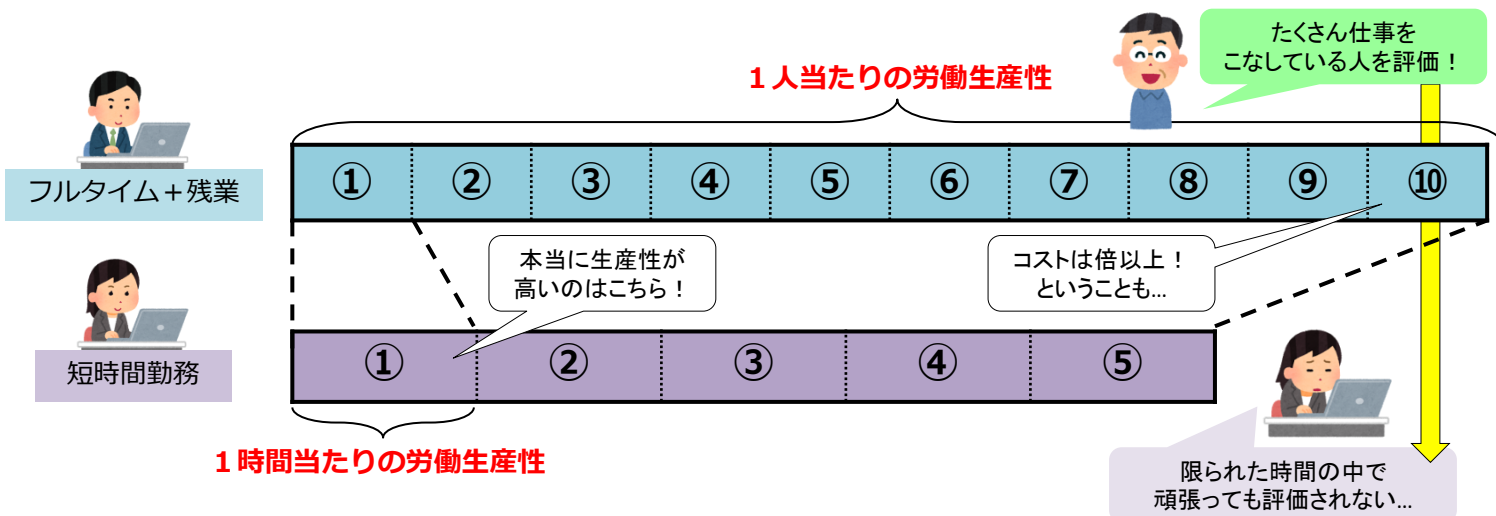 たくさん仕事を
こなしている人を評価！
１人当たりの労働生産性
フルタイム＋残業
① ② ③ ④ ⑤ ⑥ ⑦ ⑧ ⑨ ⑩
本当に生産性が
高いのはこちら！
コストは倍以上！
ということも…
短時間勤務
① ② ③ ④ ⑤
１時間当たりの労働生産性
限られた時間の中で
頑張っても評価されない…